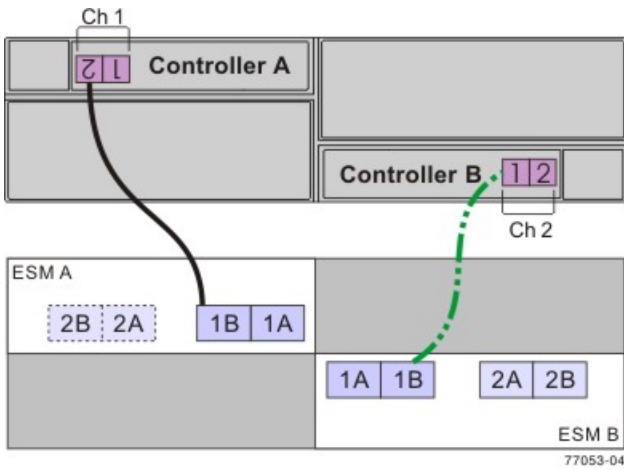 Ch 1
2 1 Controller A
Controller B 1 2
Ch 2
ESM A
2B 2A 1B 1A
1A 1B 2A 2B
ESM B
77053-04